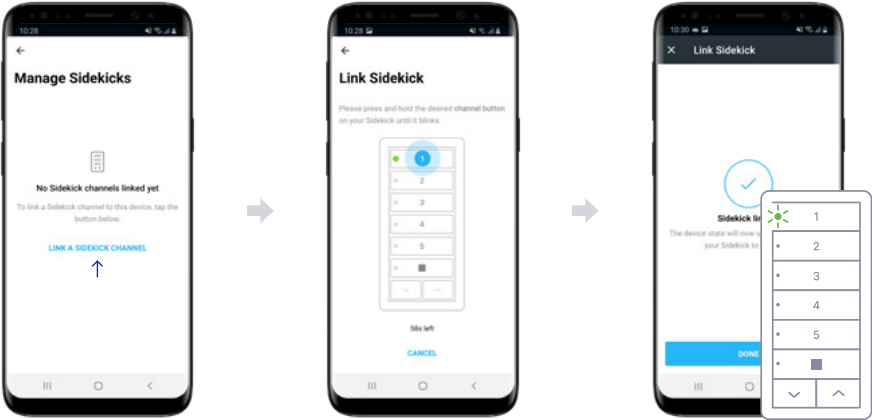 10:28
Manage Sidekicks
No Sidekick channels linked yet
To link a Sidekick channel to this device, tap the
button below.
LINK A SIDEKICK CHANNEL
10:28
Link Sidekick
Please press and hold the desired channel button
on your Sidekick until it blinks.
1
2
3
4
5
58s left
CANCEL
10:30
Link Sidekick
Sidekick
The device state will now
your Sidekick to
DONE
1
2
3
4
5